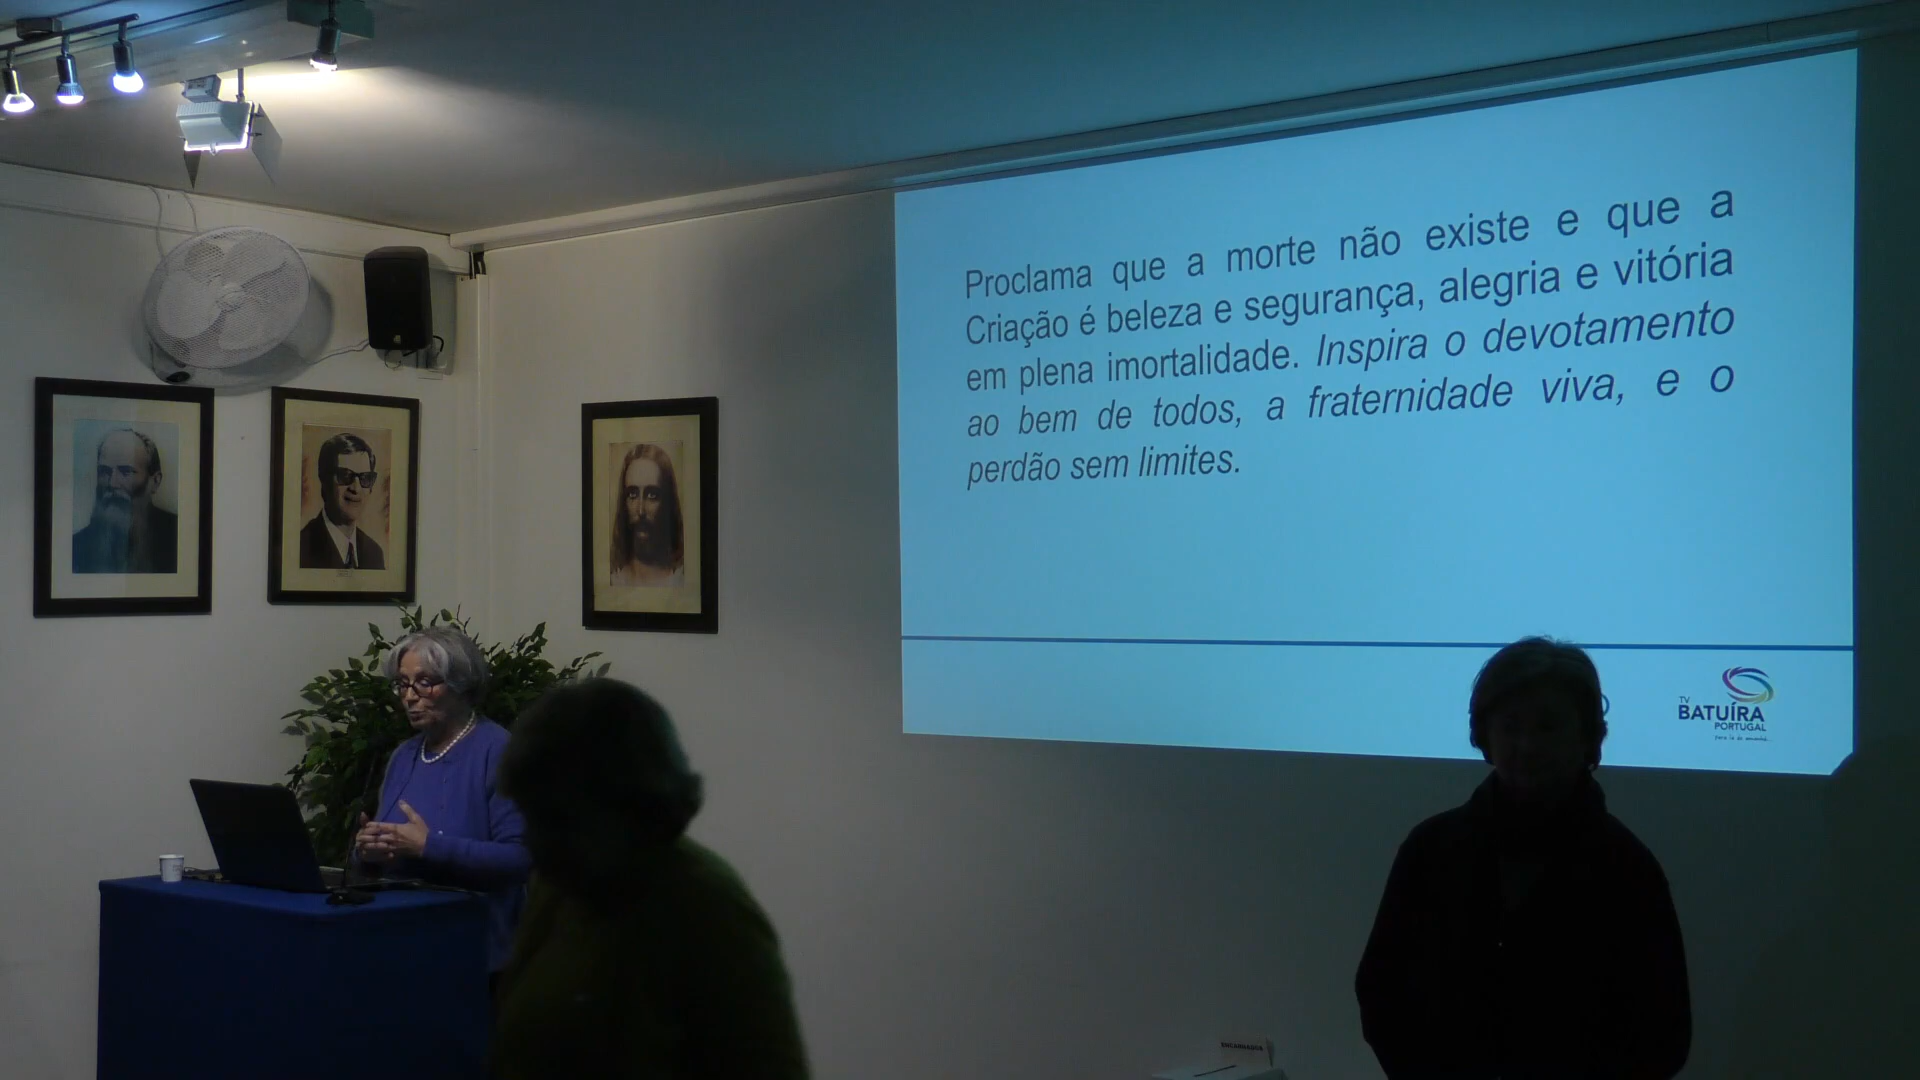 Proclama que a morte não existe e que a
Criação é beleza e segurança, alegria e vitória
em plena imortalidade. Inspira o devotamento
ao bem de todos, a fraternidade viva, e o
perdão sem limites.
TV
BATUÍRA
PORTUGAL